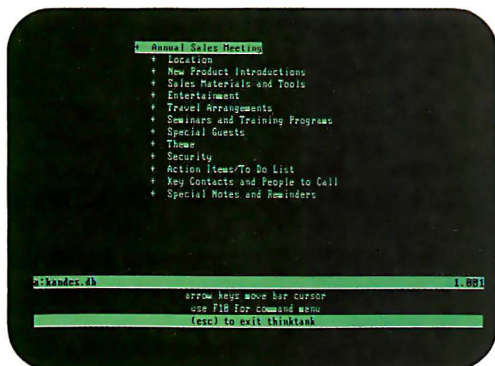 + Annual Sales Meeting
+ Location
+ New Product Introductions
+ Sales Materials and Tools
+ Entertainment
+ Travel Arrangements
+ Seminars and Training Programs
+ Special Guests
+ Theme
+ Security
+ Action Items/To Do List
+ Key Contacts and People to Call
+ Special Notes and Reminders
a:kandes.db 1.001
arrow keys move bar cursor
use F10 for command menu
(esc) to exit thinktank